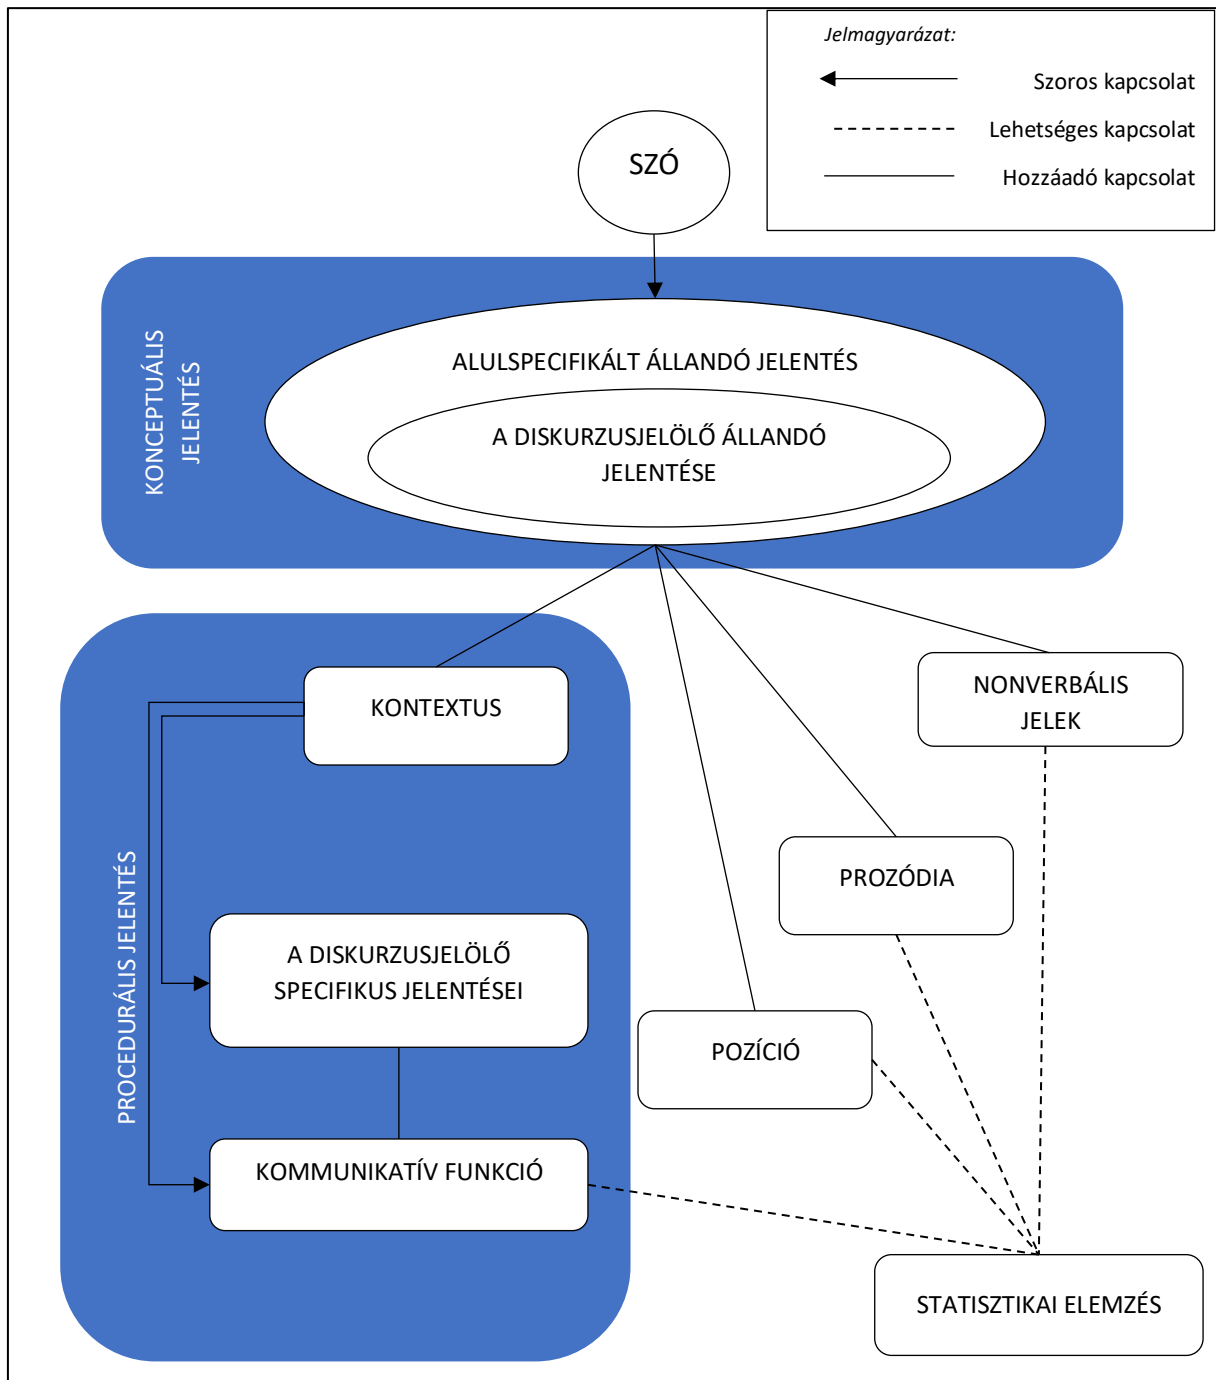 Jelmagyarázat:
Szoros kapcsolat
Lehetséges kapcsolat
Hozzáadó kapcsolat
SZÓ
KONCEPTUÁLIS
JELENTÉS
ALULSPECIFIKÁLT ÁLLANDÓ JELENTÉS
A DISKURZUSJELÖLŐ ÁLLANDÓ
JELENTÉSE
PROCEDURÁLIS JELENTÉS
KONTEXTUS
NONVERBÁLIS
JELEK
PROZÓDIA
A DISKURZUSJELÖLŐ
SPECIFIKUS JELENTÉSEI
POZÍCIÓ
KOMMUNIKATÍV FUNKCIÓ
STATISZTIKAI ELEMZÉS